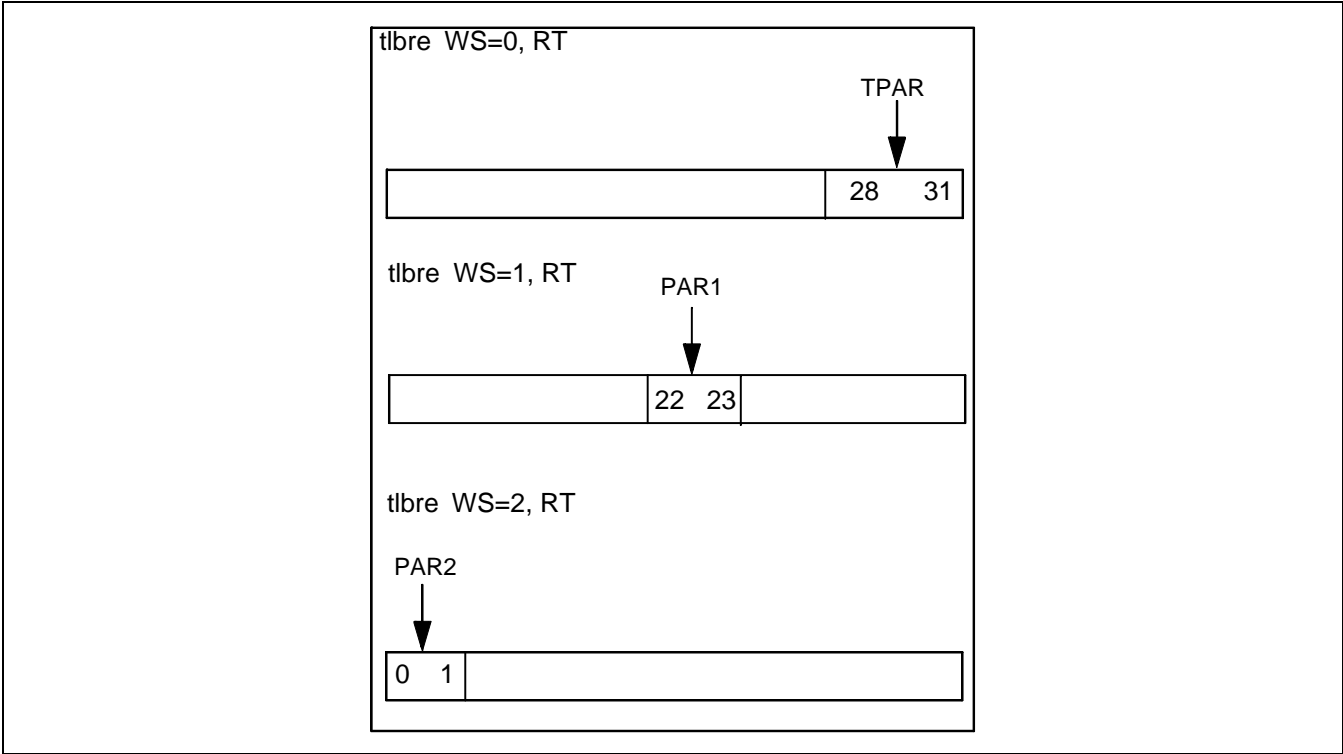 tlbre WS=0, RT
TPAR
28 31
tlbre WS=1, RT
PAR1
22 23
tlbre WS=2, RT
PAR2
0 1